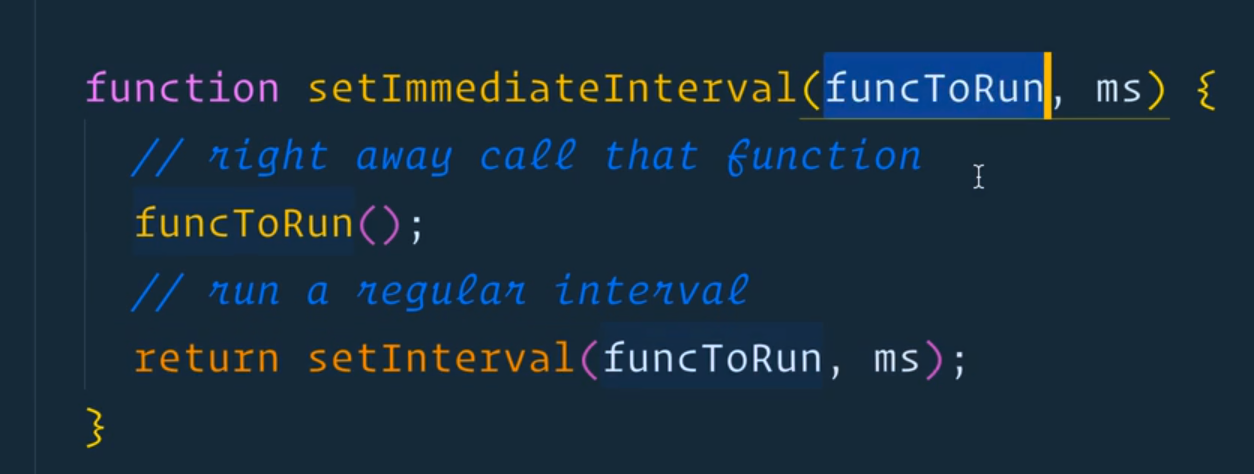 function setImmediateInterval(funcToRun, ms) {
// right away call that function
funcToRun();
// run a regular interval
return setInterval(funcToRun, ms);
}